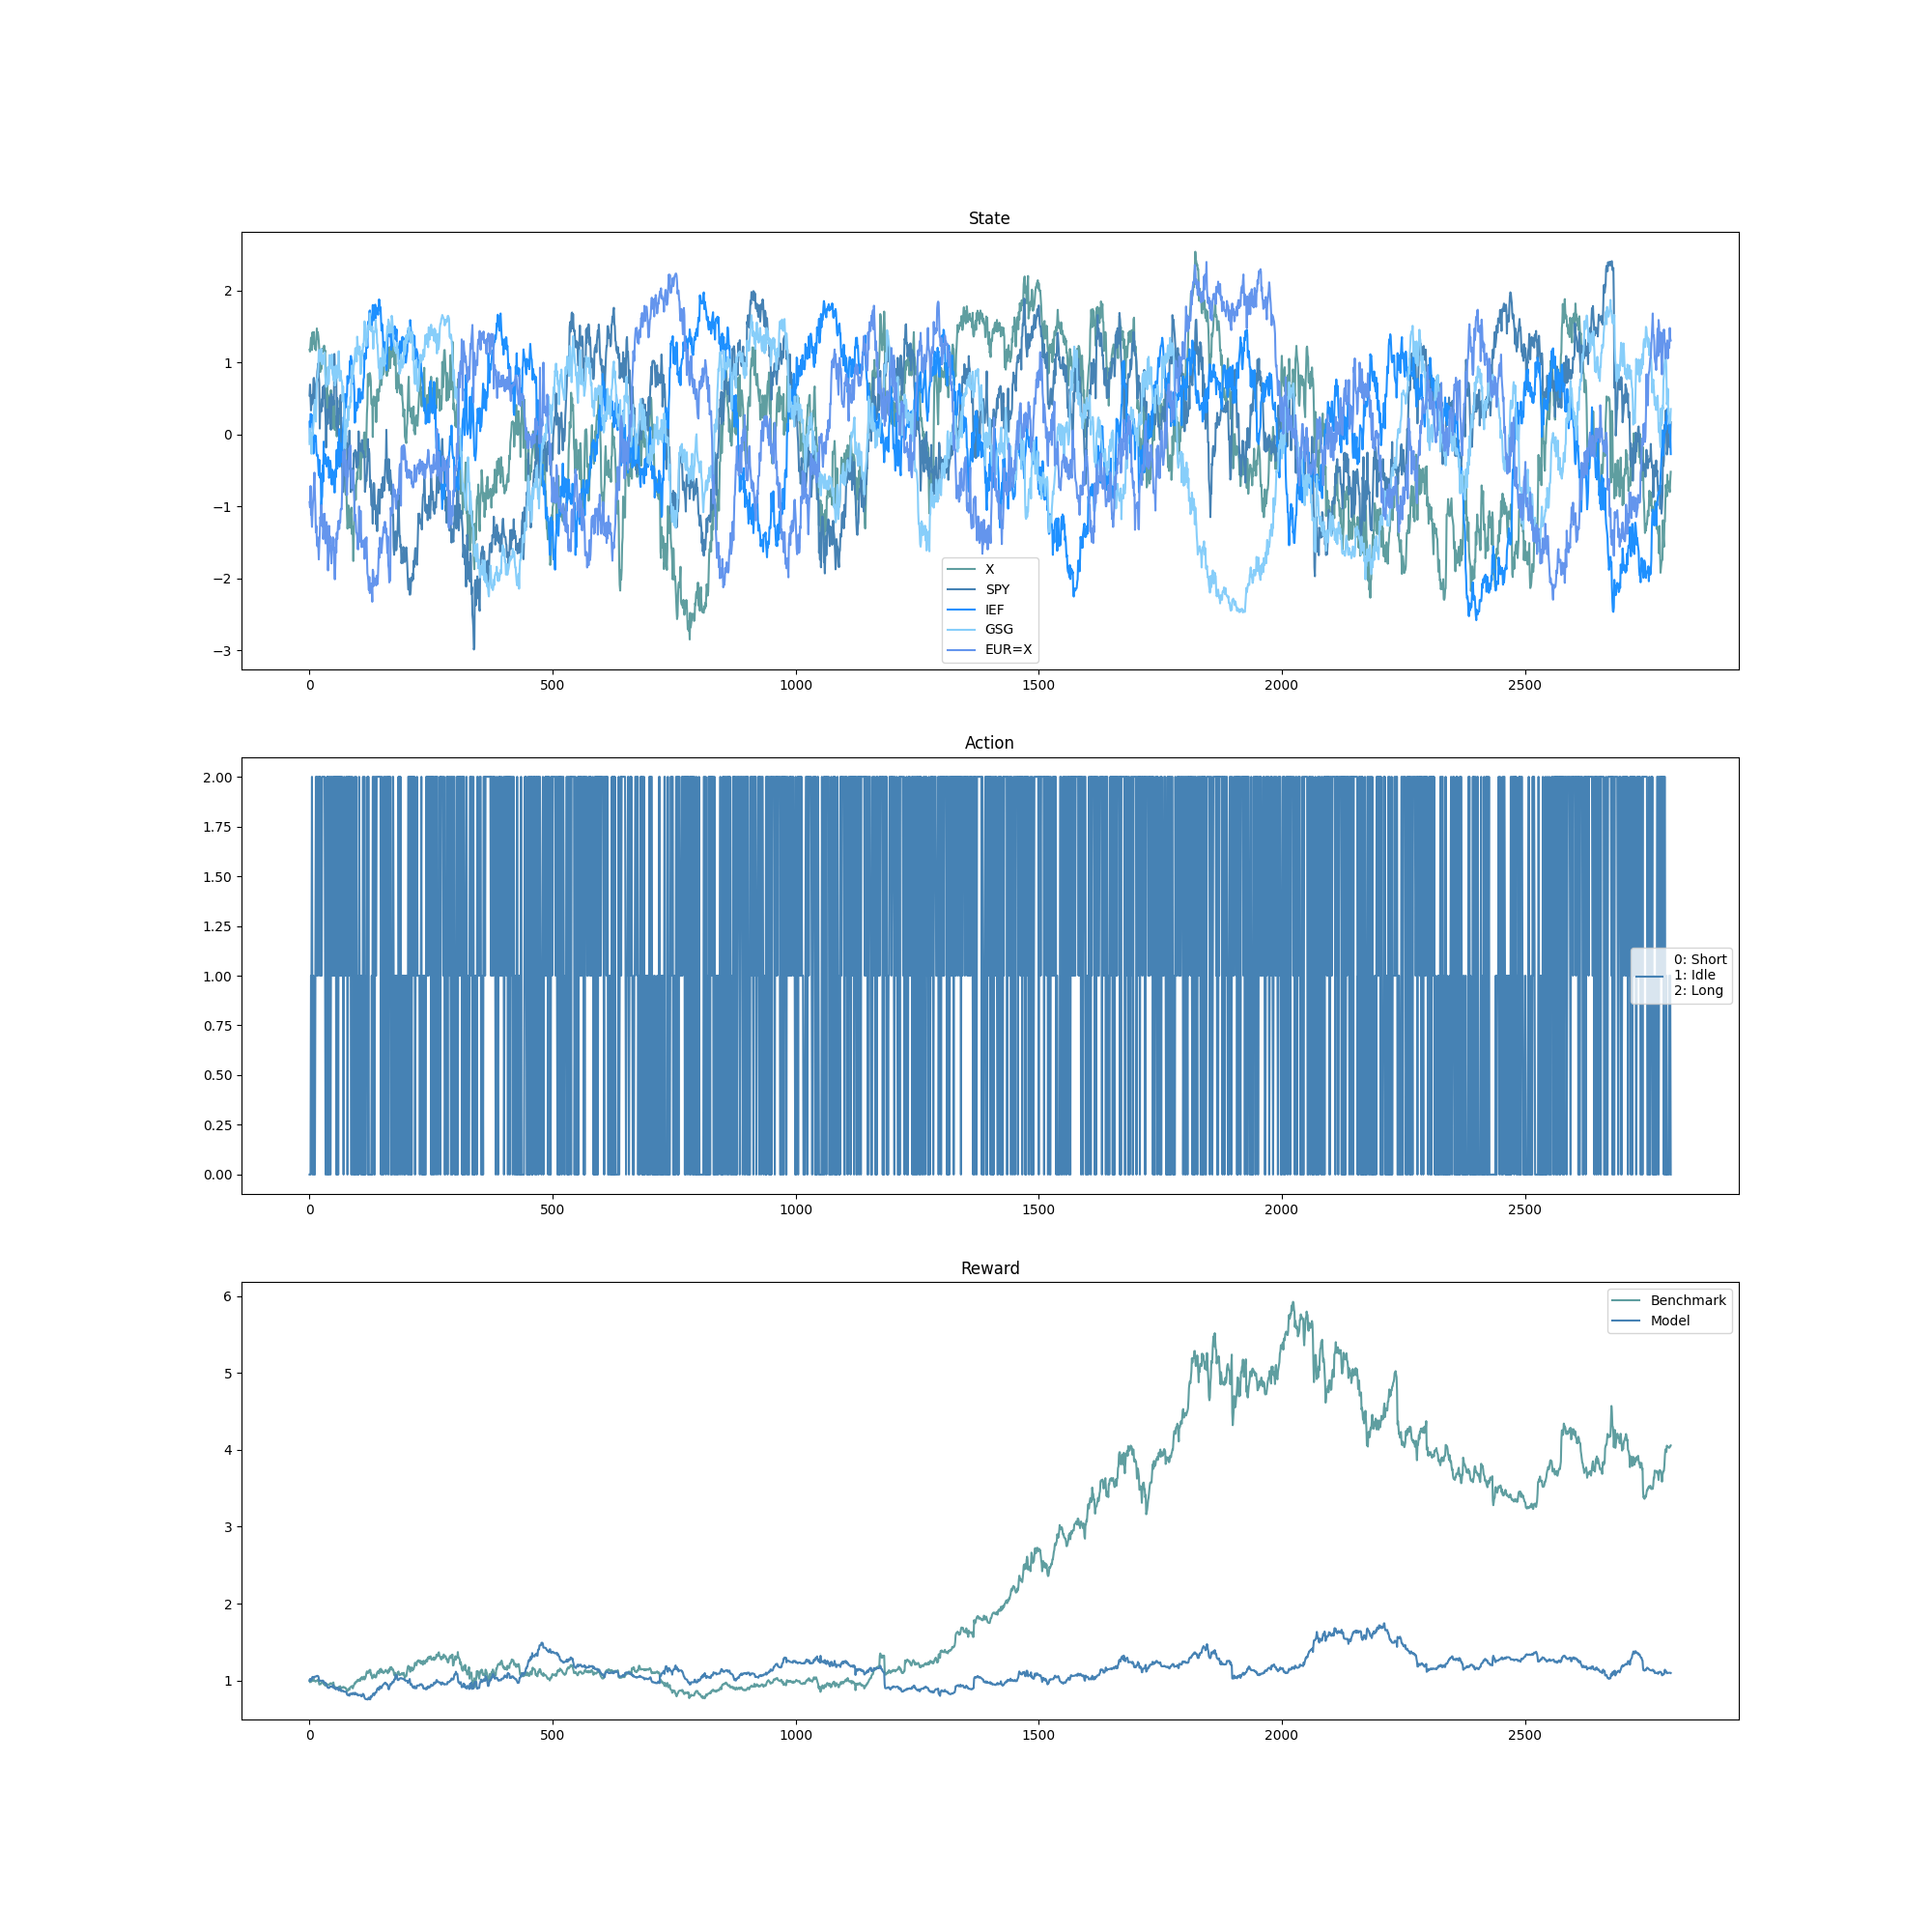 State
2
1
0
−1
−2
−3
X
SPY
IEF
GSG
EUR=X
0 500 1000 1500 2000 2500
Action
2.00
1.75
1.50
1.25
1.00
0.75
0.50
0.25
0.00
0: Short
1: Idle
2: Long
0 500 1000 1500 2000 2500
Reward
6
5
4
3
2
1
Benchmark
Model
0 500 1000 1500 2000 2500